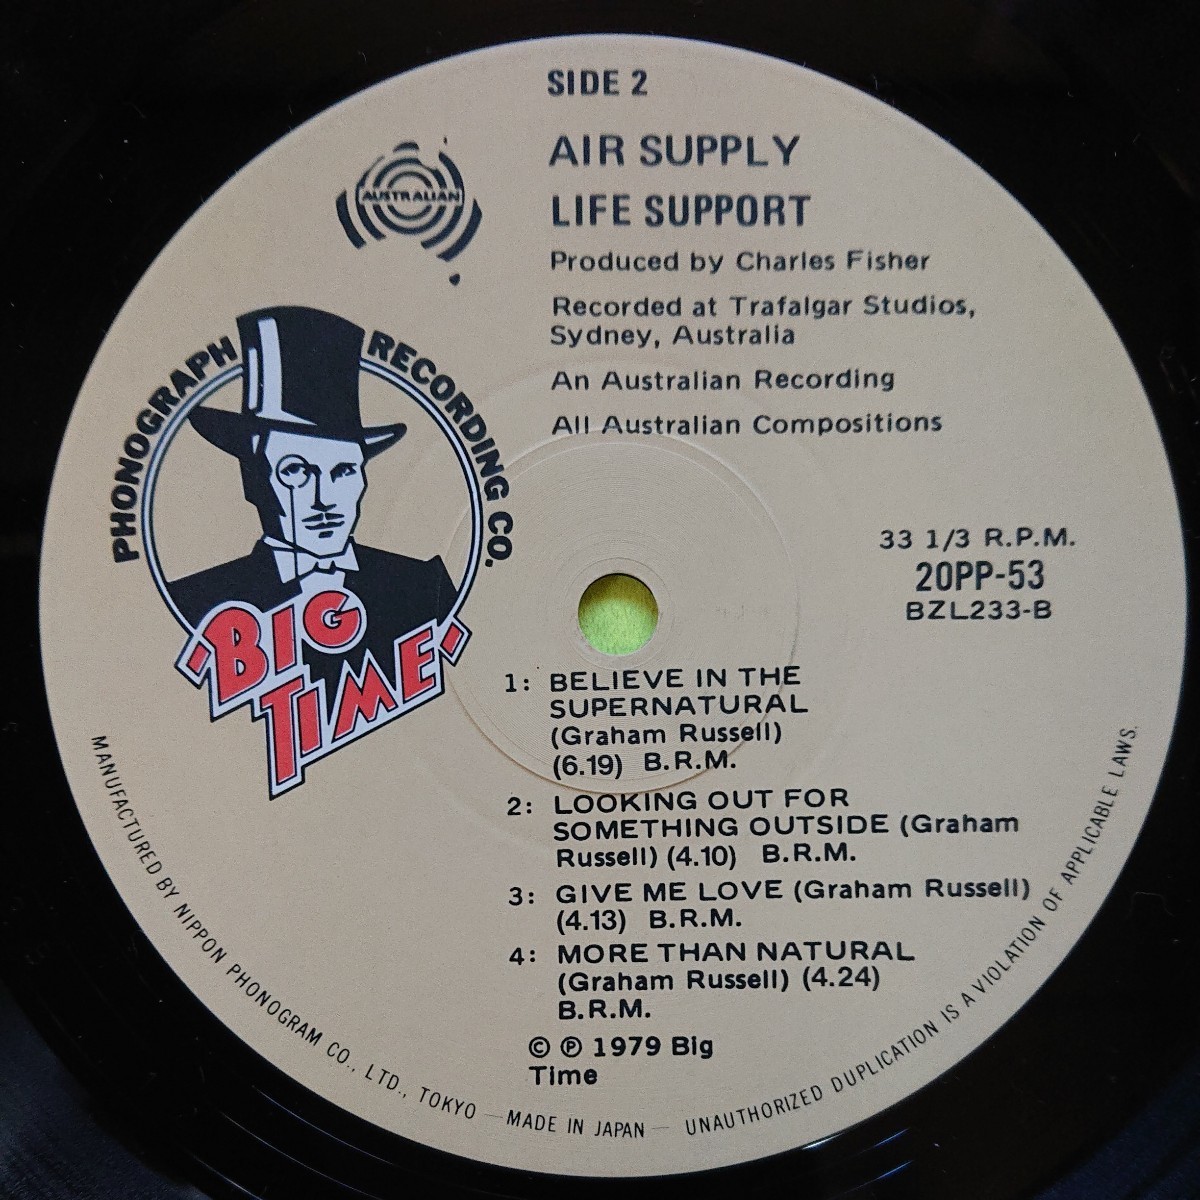 SIDE 2
AIR SUPPLY
LIFE SUPPORT
Produced by Charles Fisher
Recorded at Trafalgar Studios,
Sydney, Australia
An Australian Recording
All Australian Compositions
AUSTRALIAN
PHONOGRAPH RECORDING CO.
'BIG
TIME'
33 1/3 R.P.M.
20PP-53
BZL233-B
1: BELIEVE IN THE
SUPERNATURAL
(Graham Russell)
(6.19) B.R.M.
2: LOOKING OUT FOR
SOMETHING OUTSIDE (Graham
Russell) (4.10) B.R.M.
3: GIVE ME LOVE (Graham Russell)
(4.13) B.R.M.
4: MORE THAN NATURAL
(Graham Russell) (4.24)
B.R.M.
© ℗ 1979 Big
Time
MANUFACTURED BY NIPPON PHONOGRAM CO., LTD., TOKYO — MADE IN JAPAN — UNAUTHORIZED DUPLICATION IS A VIOLATION OF APPLICABLE LAWS.